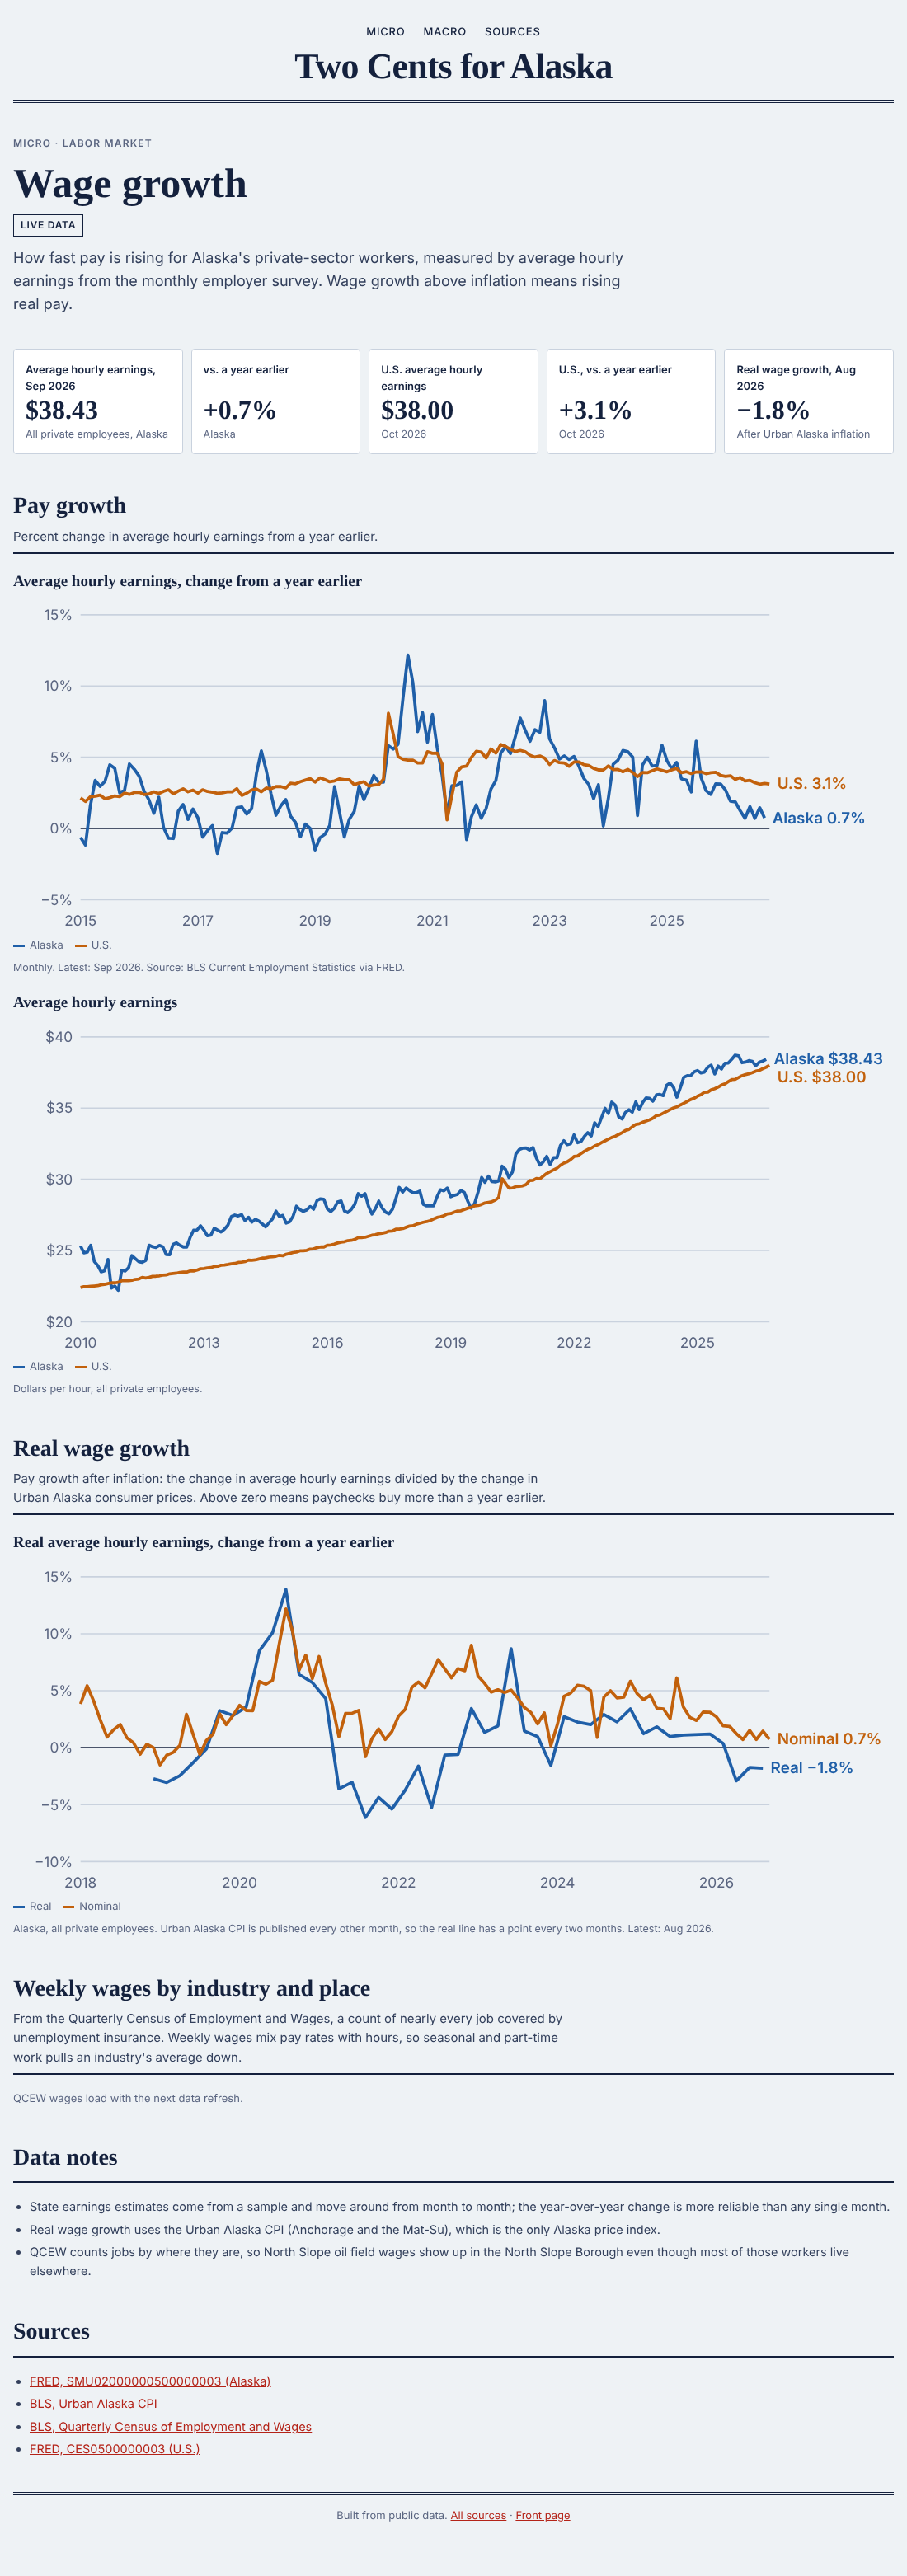 MICRO MACRO SOURCES
Two Cents for Alaska
MICRO · LABOR MARKET
Wage growth
LIVE DATA
How fast pay is rising for Alaska's private-sector workers, measured by average hourly
earnings from the monthly employer survey. Wage growth above inflation means rising
real pay.
Average hourly earnings,
Sep 2026
$38.43
All private employees, Alaska
vs. a year earlier
+0.7%
Alaska
U.S. average hourly
earnings
$38.00
Oct 2026
U.S., vs. a year earlier
+3.1%
Oct 2026
Real wage growth, Aug
2026
−1.8%
After Urban Alaska inflation
Pay growth
Percent change in average hourly earnings from a year earlier.
Average hourly earnings, change from a year earlier
15%
10%
5%
0%
−5%
U.S. 3.1%
Alaska 0.7%
2015 2017 2019 2021 2023 2025
Alaska U.S.
Monthly. Latest: Sep 2026. Source: BLS Current Employment Statistics via FRED.
Average hourly earnings
$40
$35
$30
$25
$20
Alaska $38.43
U.S. $38.00
2010 2013 2016 2019 2022 2025
Alaska U.S.
Dollars per hour, all private employees.
Real wage growth
Pay growth after inflation: the change in average hourly earnings divided by the change in
Urban Alaska consumer prices. Above zero means paychecks buy more than a year earlier.
Real average hourly earnings, change from a year earlier
15%
10%
5%
0%
−5%
−10%
Nominal 0.7%
Real −1.8%
2018 2020 2022 2024 2026
Real Nominal
Alaska, all private employees. Urban Alaska CPI is published every other month, so the real line has a point every two months. Latest: Aug 2026.
Weekly wages by industry and place
From the Quarterly Census of Employment and Wages, a count of nearly every job covered by
unemployment insurance. Weekly wages mix pay rates with hours, so seasonal and part-time
work pulls an industry's average down.
QCEW wages load with the next data refresh.
Data notes
• State earnings estimates come from a sample and move around from month to month; the year-over-year change is more reliable than any single month.
• Real wage growth uses the Urban Alaska CPI (Anchorage and the Mat-Su), which is the only Alaska price index.
• QCEW counts jobs by where they are, so North Slope oil field wages show up in the North Slope Borough even though most of those workers live
elsewhere.
Sources
• FRED, SMU02000000500000003 (Alaska)
• BLS, Urban Alaska CPI
• BLS, Quarterly Census of Employment and Wages
• FRED, CES0500000003 (U.S.)
Built from public data. All sources · Front page